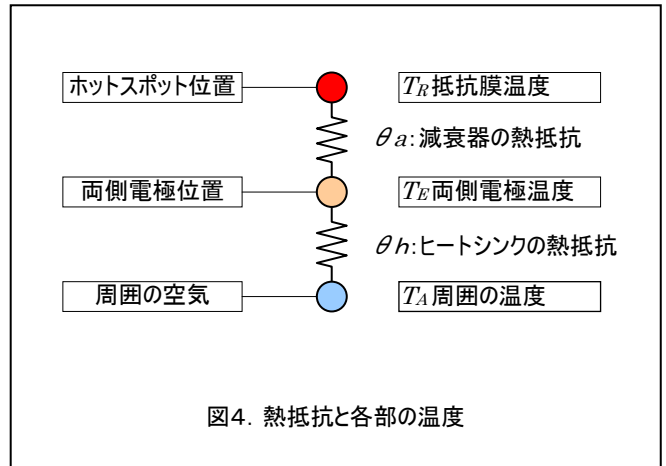 ホットスポット位置 TR抵抗膜温度
θa:減衰器の熱抵抗
両側電極位置 TE両側電極温度
θh:ヒートシンクの熱抵抗
周囲の空気 TA周囲の温度
図4. 熱抵抗と各部の温度